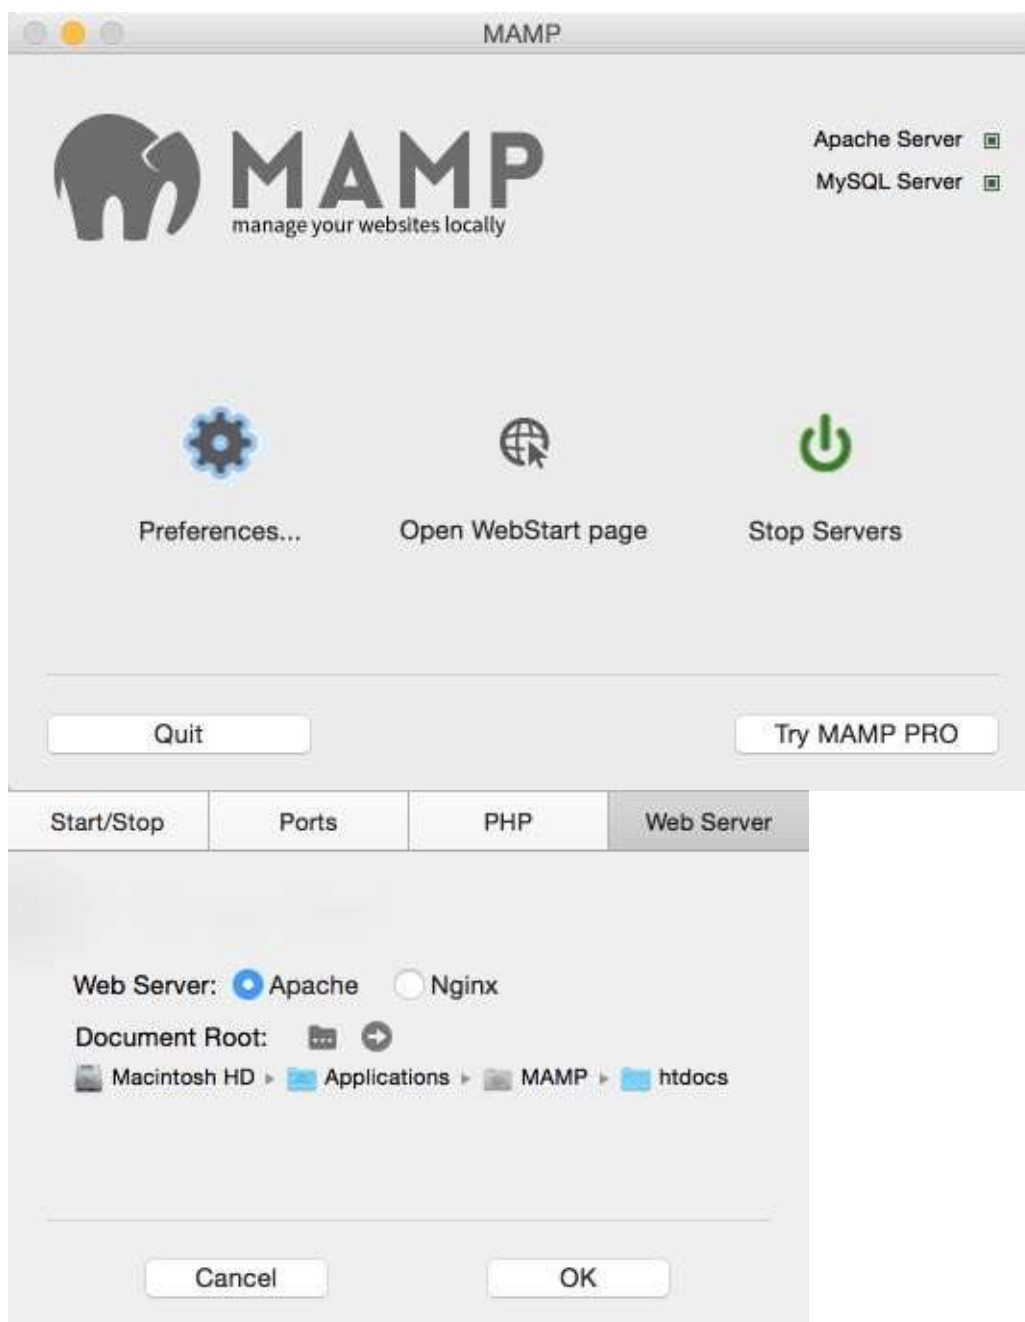 MAMP
MAMP
manage your websites locally
Apache Server
MySQL Server
Preferences...
Open WebStart page
Stop Servers
Quit
Try MAMP PRO
Start/Stop
Ports
PHP
Web Server
Web Server: Apache Nginx
Document Root:
Macintosh HD ▸ Applications ▸ MAMP ▸ htdocs
Cancel
OK